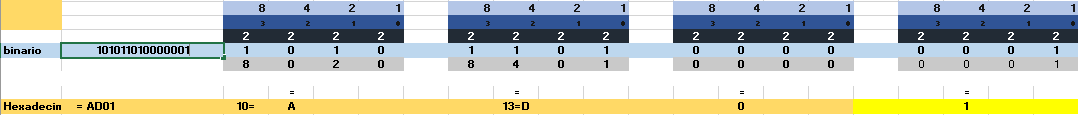 8 4 2 1 8 4 2 1 8 4 2 1 8 4 2 1
3 2 1 0 3 2 1 0 3 2 1 0 3 2 1 0
2 2 2 2 2 2 2 2 2 2 2 2 2 2 2 2
binario 101011010000001 1 0 1 0 1 1 0 1 0 0 0 0 0 0 0 1
8 0 2 0 8 4 0 1 0 0 0 0 0 0 0 1
= = = =
Hexadecin = AD01 10= A 13=D 0 1